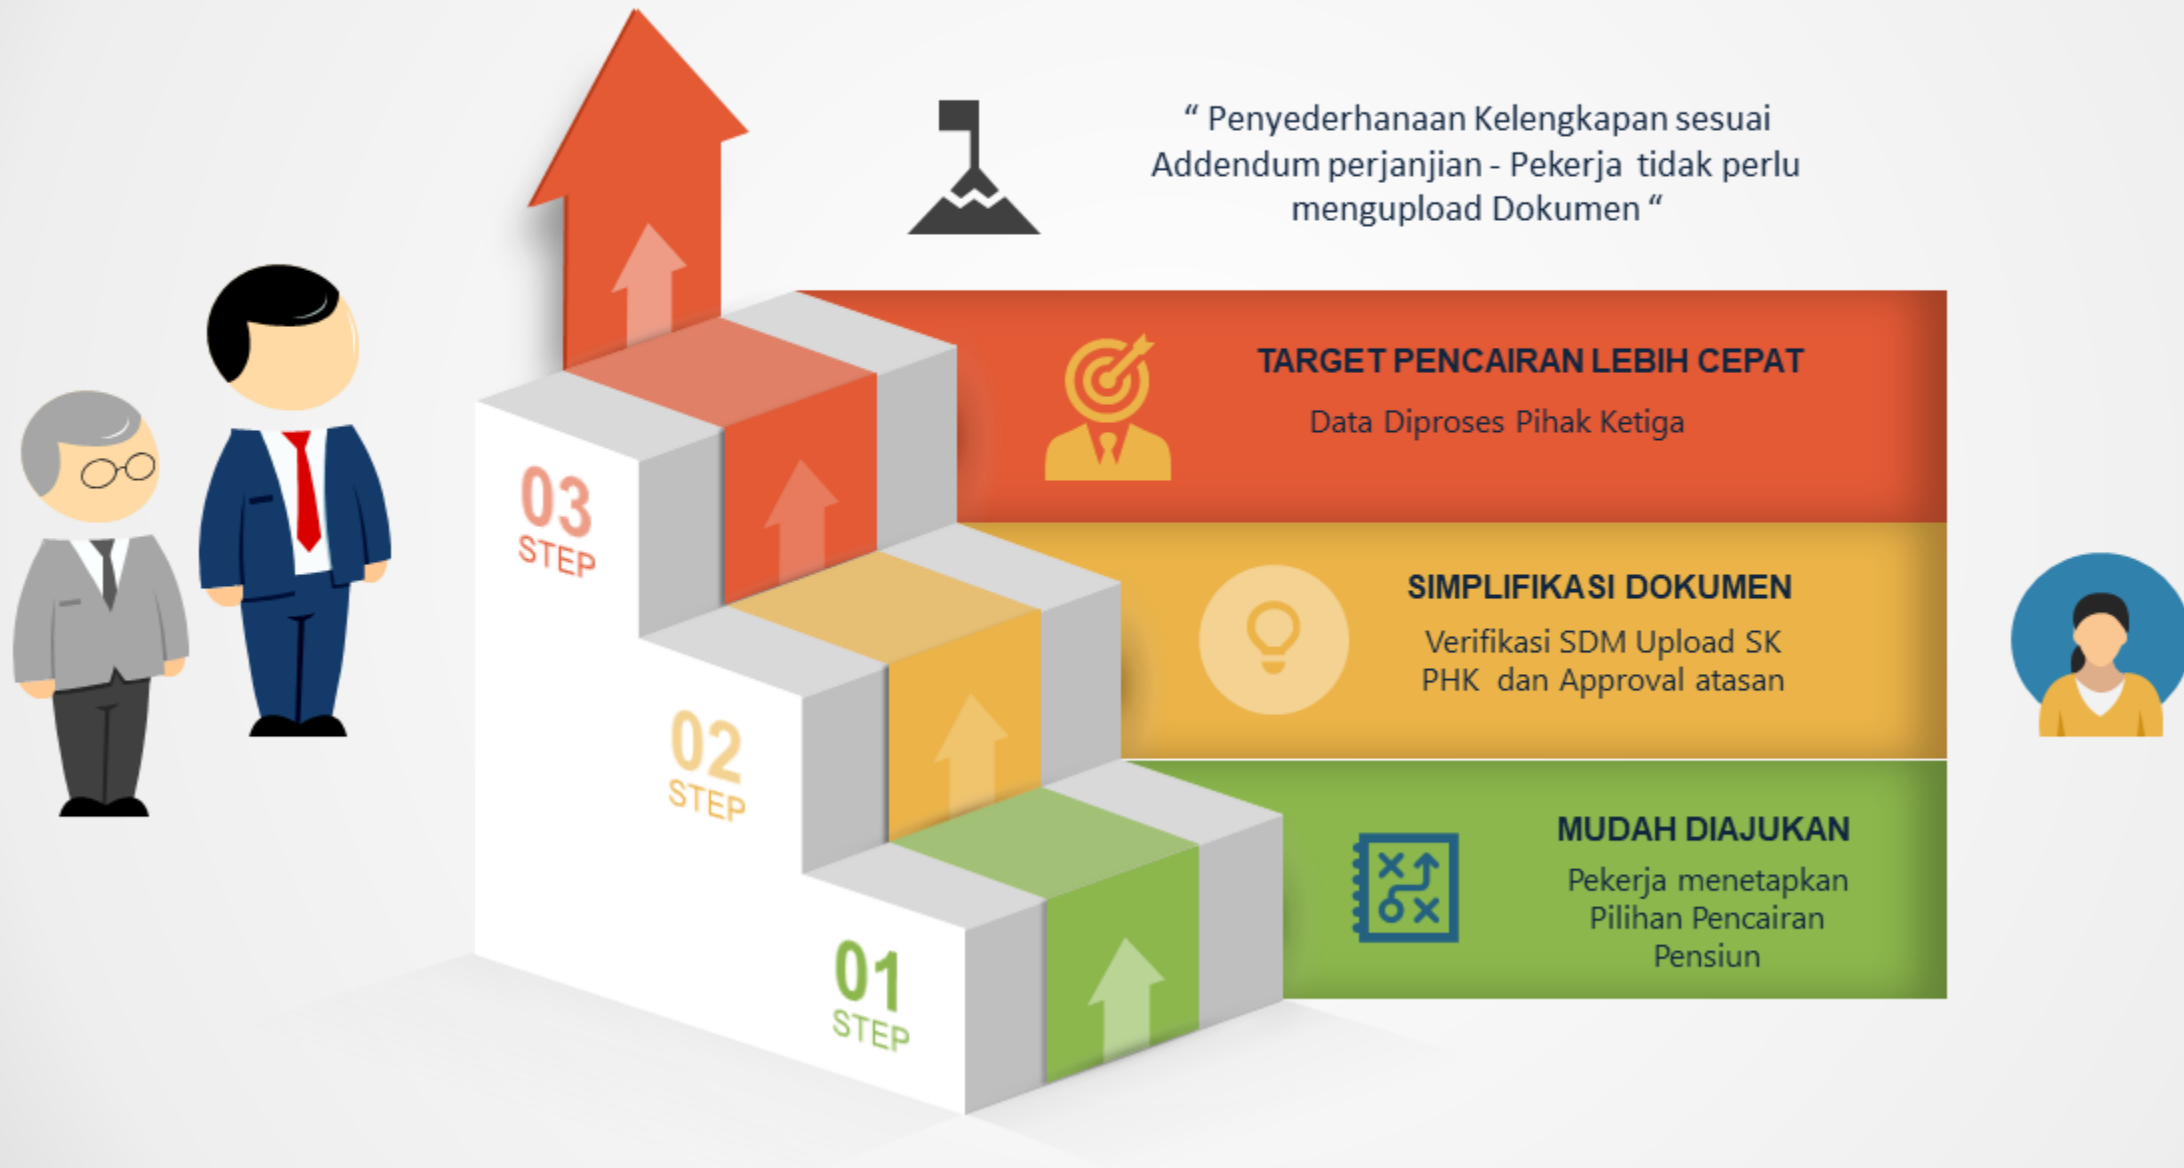 “ Penyederhanaan Kelengkapan sesuai
Addendum perjanjian - Pekerja tidak perlu
mengupload Dokumen “
TARGET PENCAIRAN LEBIH CEPAT
Data Diproses Pihak Ketiga
03
STEP
SIMPLIFIKASI DOKUMEN
Verifikasi SDM Upload SK
PHK dan Approval atasan
02
STEP
MUDAH DIAJUKAN
Pekerja menetapkan
Pilihan Pencairan
Pensiun
01
STEP